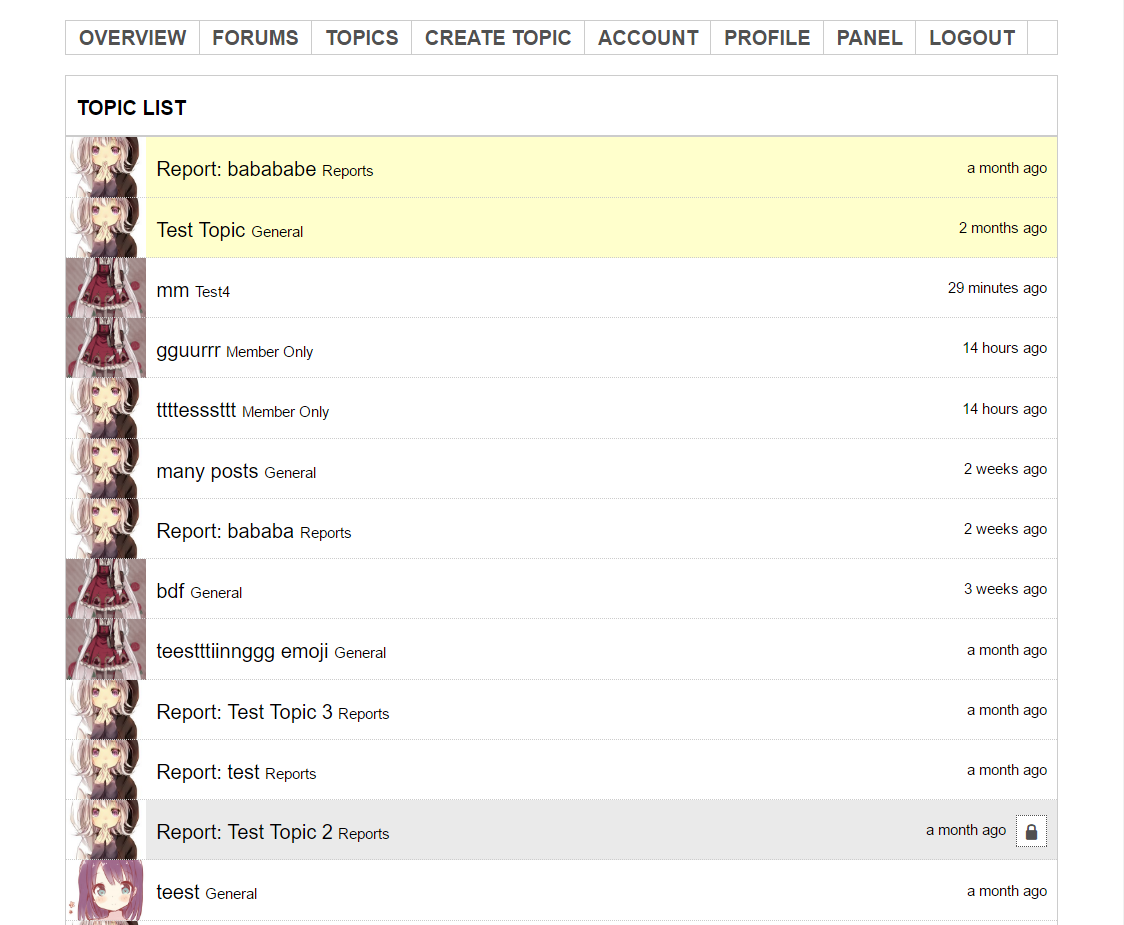 OVERVIEW FORUMS TOPICS CREATE TOPIC ACCOUNT PROFILE PANEL LOGOUT
TOPIC LIST
Report: babababe Reports a month ago
Test Topic General 2 months ago
mm Test4 29 minutes ago
gguurrr Member Only 14 hours ago
ttttesssttt Member Only 14 hours ago
many posts General 2 weeks ago
Report: bababa Reports 2 weeks ago
bdf General 3 weeks ago
teestttiinnggg emoji General a month ago
Report: Test Topic 3 Reports a month ago
Report: test Reports a month ago
Report: Test Topic 2 Reports a month ago
teest General a month ago